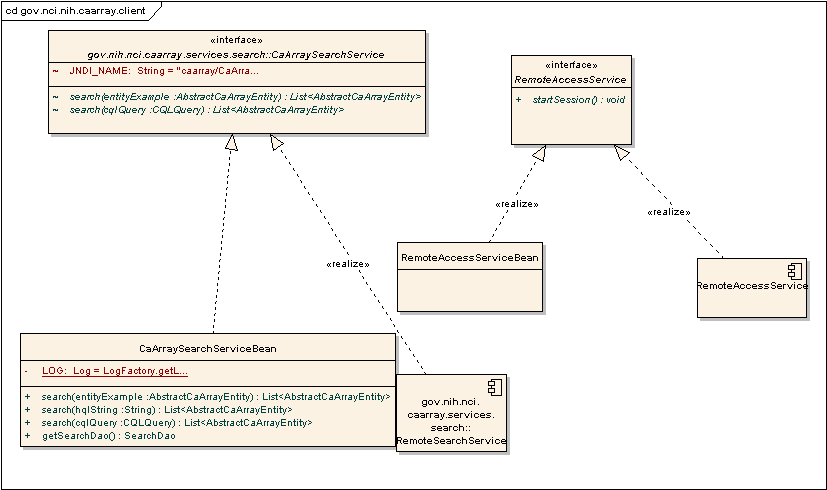 cd gov.nci.nih.caarray.client
«interface»
gov.nih.nci.caarray.services.search::CaArraySearchService
~ JNDI_NAME: String = "caarray/CaArra...
~ search(entityExample :AbstractCaArrayEntity) : List<AbstractCaArrayEntity>
~ search(cqlQuery :CQLQuery) : List<AbstractCaArrayEntity>
«interface»
RemoteAccessService
+ startSession() : void
«realize»
«realize»
«realize»
RemoteAccessServiceBean
RemoteAccessService
CaArraySearchServiceBean
- LOG: Log = LogFactory.getL...
+ search(entityExample :AbstractCaArrayEntity) : List<AbstractCaArrayEntity>
+ search(hqlString :String) : List<AbstractCaArrayEntity>
+ search(cqlQuery :CQLQuery) : List<AbstractCaArrayEntity>
+ getSearchDao() : SearchDao
gov.nih.nci.
caarray.services.
search::
RemoteSearchService